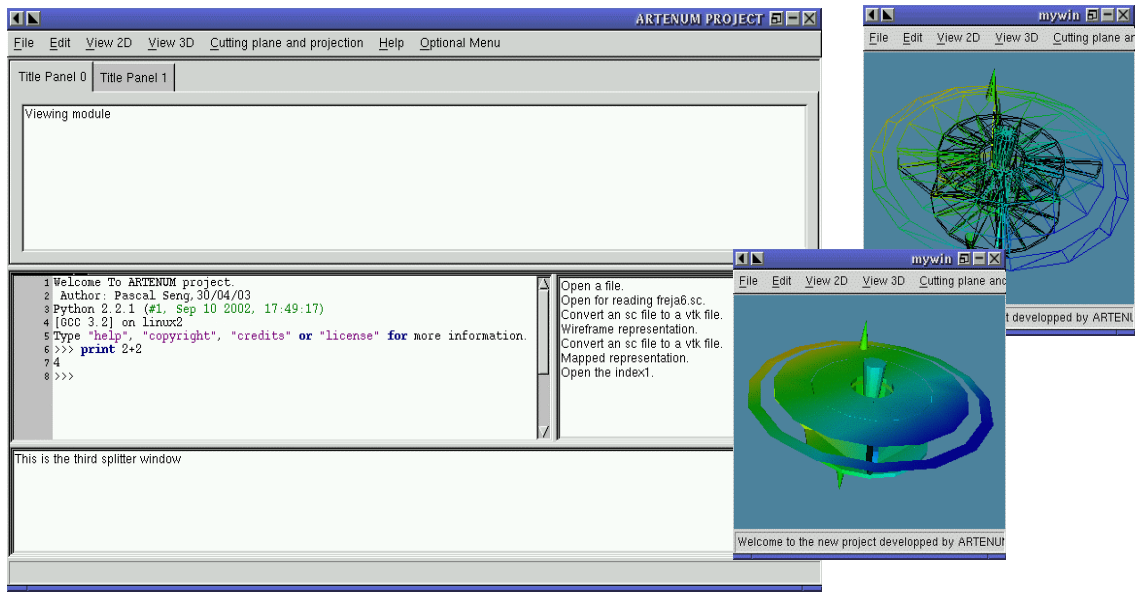 ARTENUM PROJECT
File Edit View 2D View 3D Cutting plane and projection Help Optional Menu
Title Panel 0 Title Panel 1
Viewing module
1 Welcome To ARTENUM project.
2 Author: Pascal Seng, 30/04/03
3 Python 2.2.1 (#1, Sep 10 2002, 17:49:17)
4 [GCC 3.2] on linux2
5 Type "help", "copyright", "credits" or "license" for more information.
6 >>> print 2+2
7 4
8 >>>
Open a file.
Open for reading freja6.sc.
Convert an sc file to a vtk file.
Wireframe representation.
Convert an sc file to a vtk file.
Mapped representation.
Open the index1.
This is the third splitter window
mywin
File Edit View 2D View 3D Cutting plane ar
t developped by ARTENU
mywin
File Edit View 2D View 3D Cutting plane and
Welcome to the new project developped by ARTENUM